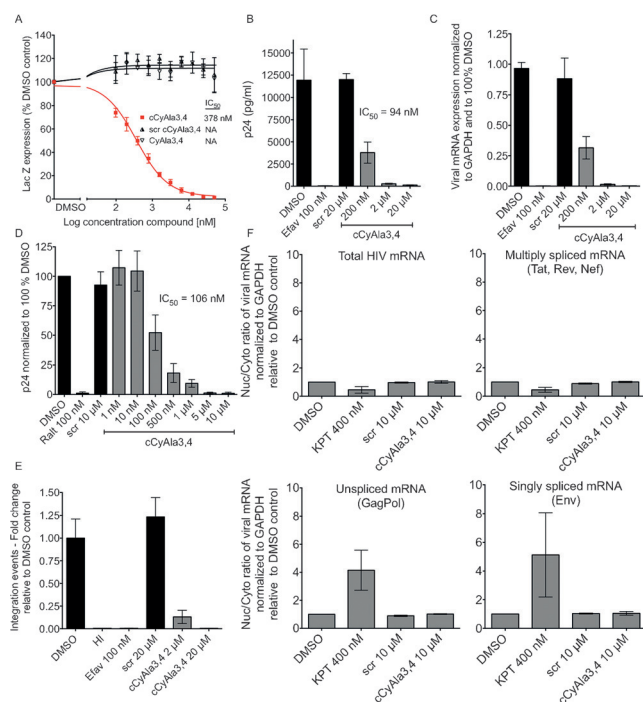 A
Lac Z expression (% DMSO control)
140
120
100
80
60
40
20
0
IC50
cCyAla3,4 378 nM
scr cCyAla3,4 NA
CyAla3,4 NA
DMSO
0 1 2 3 4 5
Log concentration compound [nM]
B
p24 (pg/ml)
15000
12500
10000
7500
5000
2500
0
IC50 = 94 nM
DMSO
Efav 100 nM
scr 20 µM
200 nM
2 µM
20 µM
cCyAla3,4
C
Viral mRNA expression normalized
to GAPDH and to 100% DMSO
1.25
1.00
0.75
0.50
0.25
0.00
DMSO
Efav 100 nM
scr 20 µM
200 nM
2 µM
20 µM
cCyAla3,4
D
p24 normalized to 100 % DMSO
125
100
75
50
25
0
IC50 = 106 nM
DMSO
Ralt 100 nM
scr 10 µM
1 nM
10 nM
100 nM
500 nM
1 µM
5 µM
10 µM
cCyAla3,4
E
Integration events - Fold change
relative to DMSO control
1.50
1.25
1.00
0.75
0.50
0.25
0.00
DMSO
HI
Efav 100 nM
scr 20 µM
cCyAla3,4 2 µM
cCyAla3,4 20 µM
F
Nuc/Cyto ratio of viral mRNA
normalized to GAPDH
relative to DMSO control
Total HIV mRNA
10
8
6
4
2
0
DMSO
KPT 400 nM
scr 10 µM
cCyAla3,4 10 µM
Multiply spliced mRNA
(Tat, Rev, Nef)
10
8
6
4
2
0
DMSO
KPT 400 nM
scr 10 µM
cCyAla3,4 10 µM
Nuc/Cyto ratio of viral mRNA
normalized to GAPDH
relative to DMSO control
Unspliced mRNA
(GagPol)
10
8
6
4
2
0
DMSO
KPT 400 nM
scr 10 µM
cCyAla3,4 10 µM
Singly spliced mRNA
(Env)
10
8
6
4
2
0
DMSO
KPT 400 nM
scr 10 µM
cCyAla3,4 10 µM